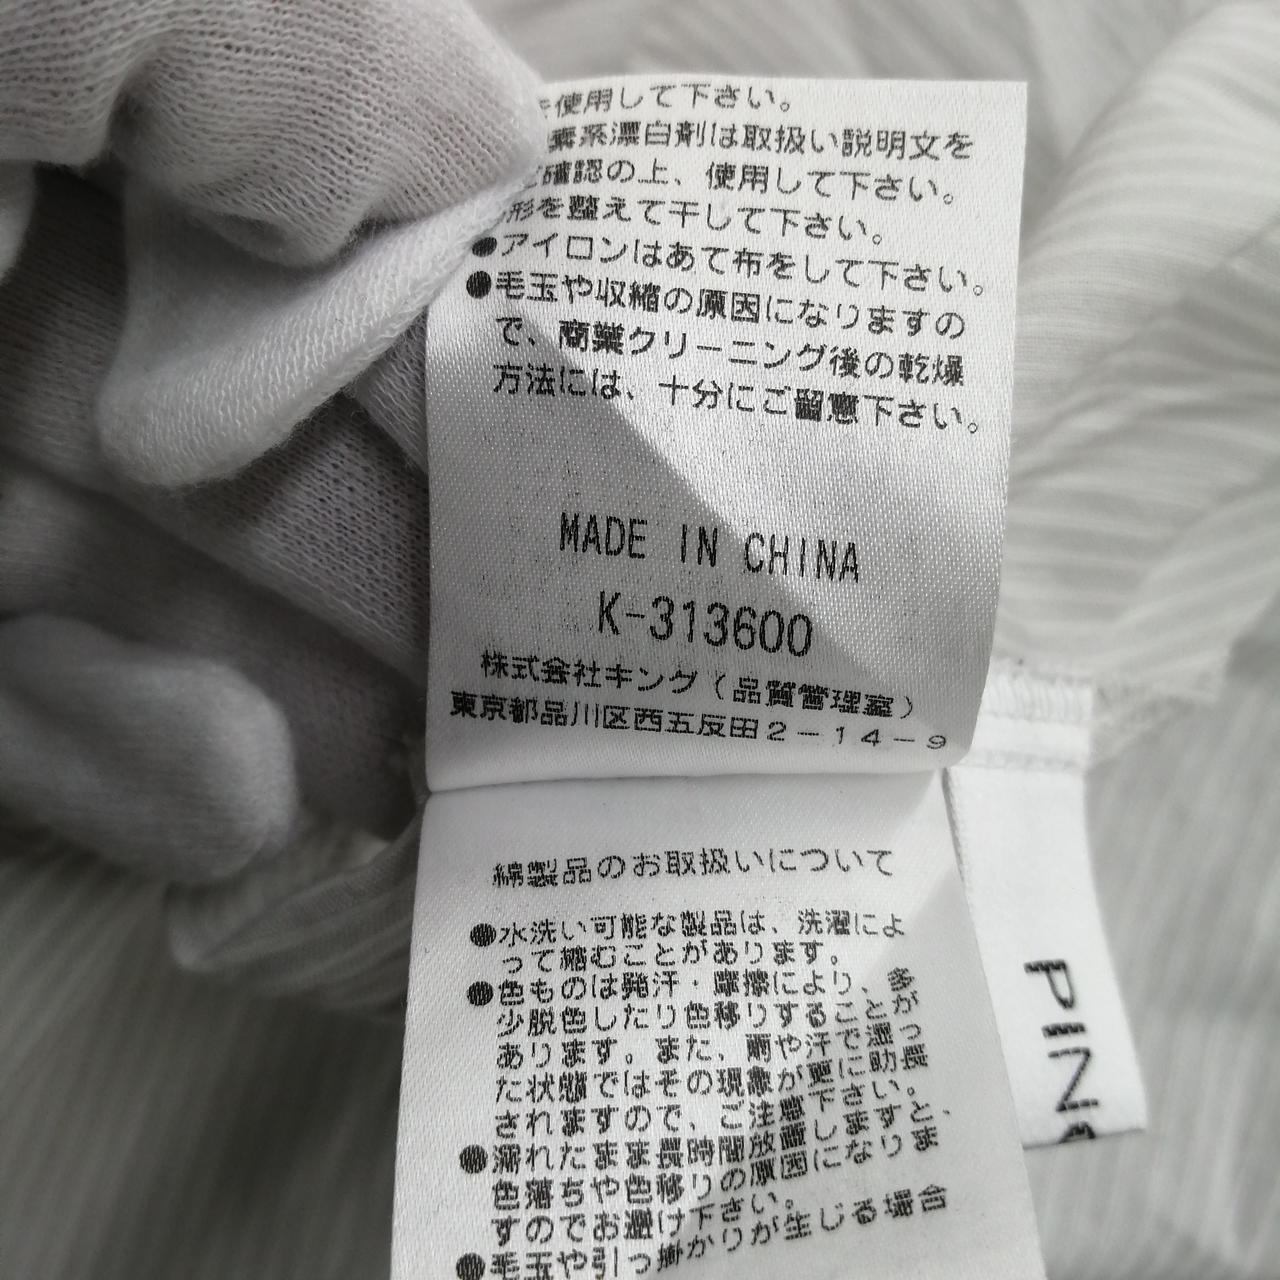 を使用して下さい。
素系漂白剤は取扱い説明文を
ご確認の上、使用して下さい。
形を整えて干して下さい。
●アイロンはあて布をして下さい。
●毛玉や収縮の原因になりますの
で、商業クリーニング後の乾燥
方法には、十分にご留意下さい。
MADE IN CHINA
K-313600
株式会社キング(品質管理室)
東京都品川区西五反田2-14-9
綿製品のお取扱いについて
●水洗い可能な製品は、洗濯によ
って縮むことがあります。
●色ものは発汗・摩擦により、多
少脱色したり色移りすることが
あります。また、雨や汗で湿っ
た状態ではその現象が更に助長
されますので、ご注意下さい。
●濡れたまま長時間放置しますと、
色落ちや色移りの原因になりま
すのでお避け下さい。
●毛玉や引っ掛かりが生じる場合
PIN